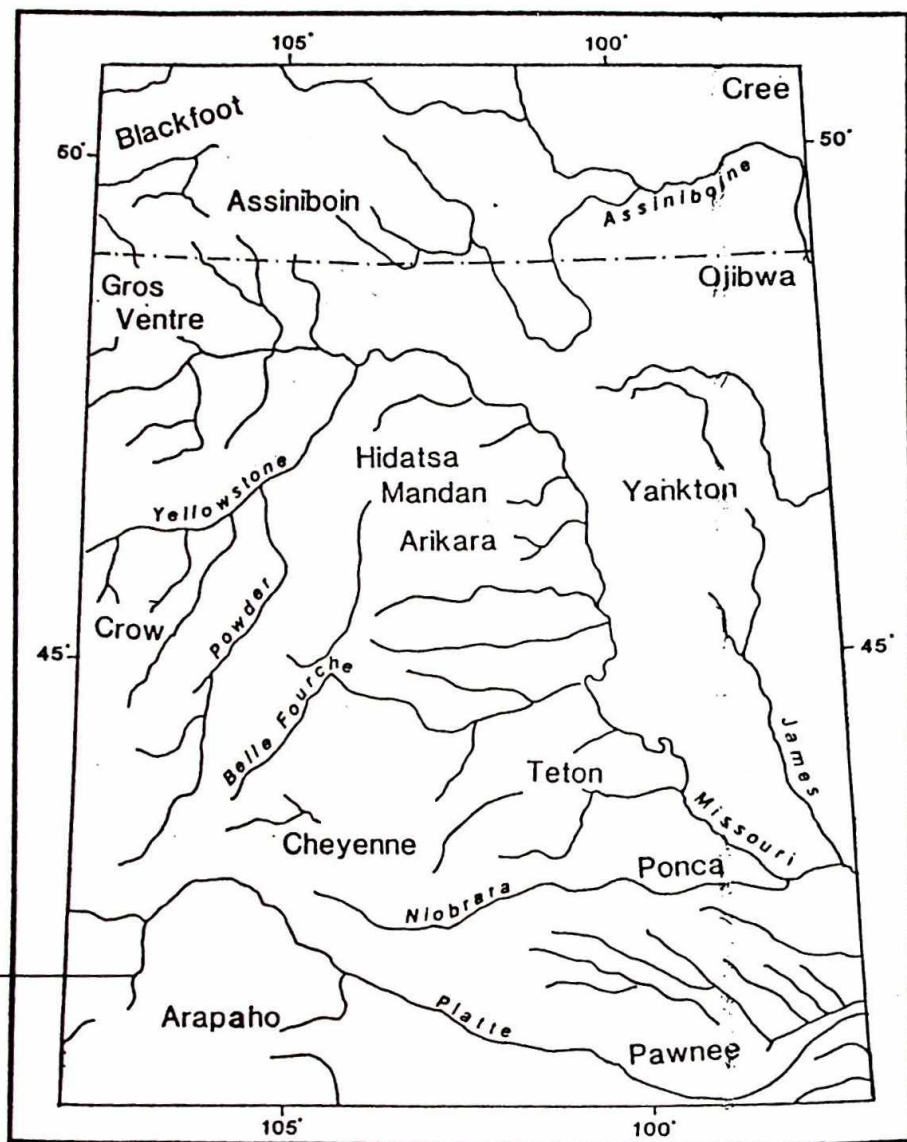 105° 100°
Cree
Blackfoot
50° 50°
Assiniboin
Assiniboine
Ojibwa
Gros
Ventre
Hidatsa
Mandan
Yankton
Yellowstone
Arikara
Crow
Powder
45° 45°
Belle Fourche
Teton
James
Missouri
Cheyenne
Ponca
Niobrara
Arapaho
Platte
Pawnee
105° 100°